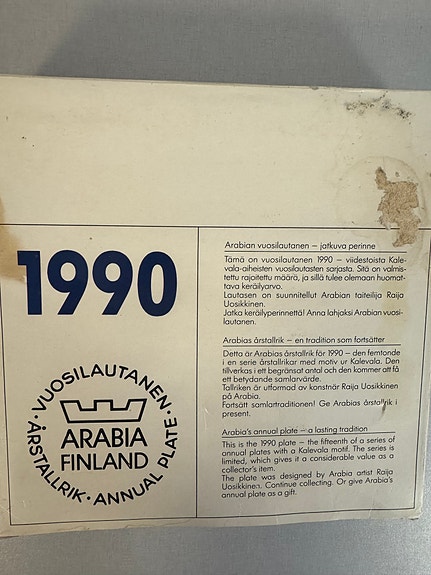 1990
VUOSILAUTANEN · ÅRSTALLRIK · ANNUAL PLATE ·
ARABIA
FINLAND
Arabian vuosilautanen – jatkuva perinne
Tämä on vuosilautanen 1990 – viidestoista Kale-
vala-aiheisten vuosilautasten sarjasta. Sitä on valmis-
tettu rajoitettu määrä, ja sillä tulee olemaan huomat-
tava keräilyarvo.
Lautasen on suunnitellut Arabian taiteilija Raija
Uosikkinen.
Jatka keräilyperinnettä! Anna lahjaksi Arabian vuosi-
lautanen.
Arabias årstallrik – en tradition som fortsätter
Detta är Arabias årstallrik för 1990 – den femtonde
i en serie årstallrikar med motiv ur Kalevala. Den
tillverkas i ett begränsat antal och den kommer att få
ett betydande samlarvärde.
Tallriken är utformad av konstnär Raija Uosikkinen
på Arabia.
Fortsätt samlartraditionen! Ge Arabias årstallrik i
present.
Arabia's annual plate – a lasting tradition
This is the 1990 plate – the fifteenth of a series of
annual plates with a Kalevala motif. The series is
limited, which gives it a considerable value as a
collector's item.
The plate was designed by Arabia artist Raija
Uosikkinen. Continue collecting. Or give Arabia's
annual plate as a gift.